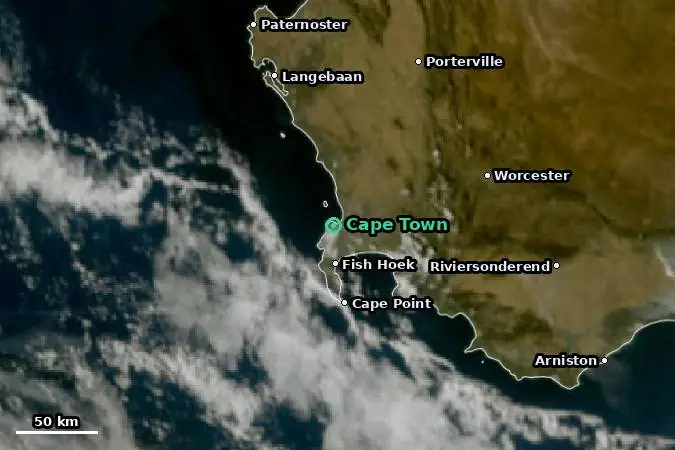 Paternoster
Porterville
Langebaan
Worcester
Cape Town
Fish Hoek
Riviersonderend
Cape Point
Arniston
50 km